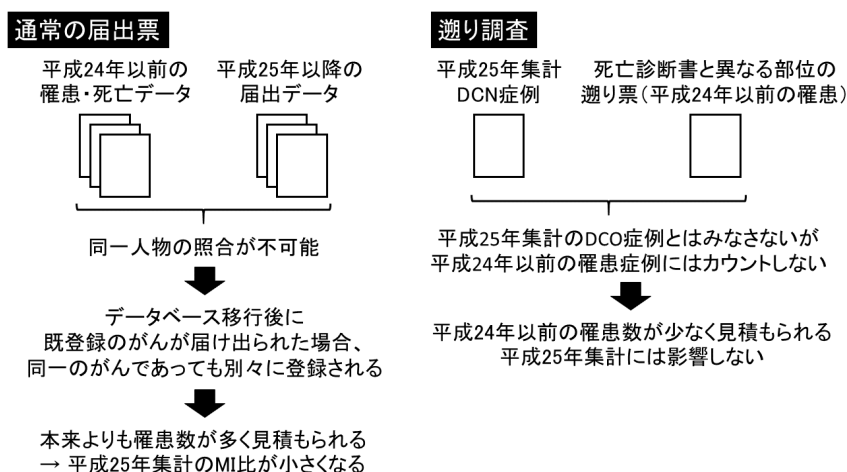 通常の届出票
平成24年以前の
罹患・死亡データ
平成25年以降の
届出データ
同一人物の照合が不可能
データベース移行後に
既登録のがんが届け出られた場合、
同一のがんであっても別々に登録される
本来よりも罹患数が多く見積もられる
→ 平成25年集計のMI比が小さくなる
遡り調査
平成25年集計
DCN症例
死亡診断書と異なる部位の
遡り票(平成24年以前の罹患)
平成25年集計のDCO症例とはみなさないが
平成24年以前の罹患症例にはカウントしない
平成24年以前の罹患数が少なく見積もられる
平成25年集計には影響しない